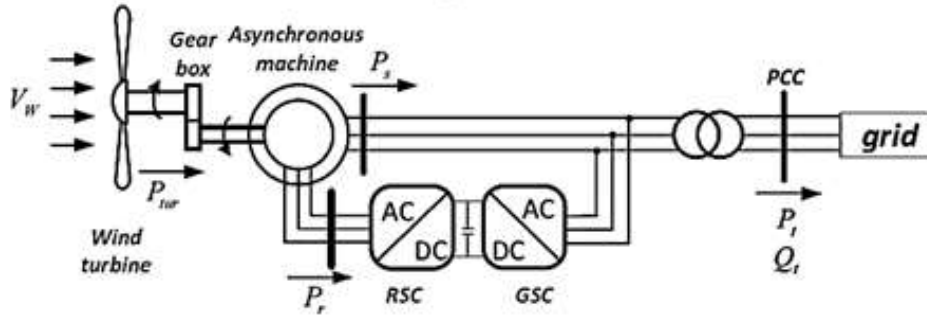 Gear
box
Asynchronous
machine
P_s
PCC
V_W
grid
P_tur
AC
DC
AC
DC
P_t
Q_t
Wind
turbine
P_r
RSC
GSC